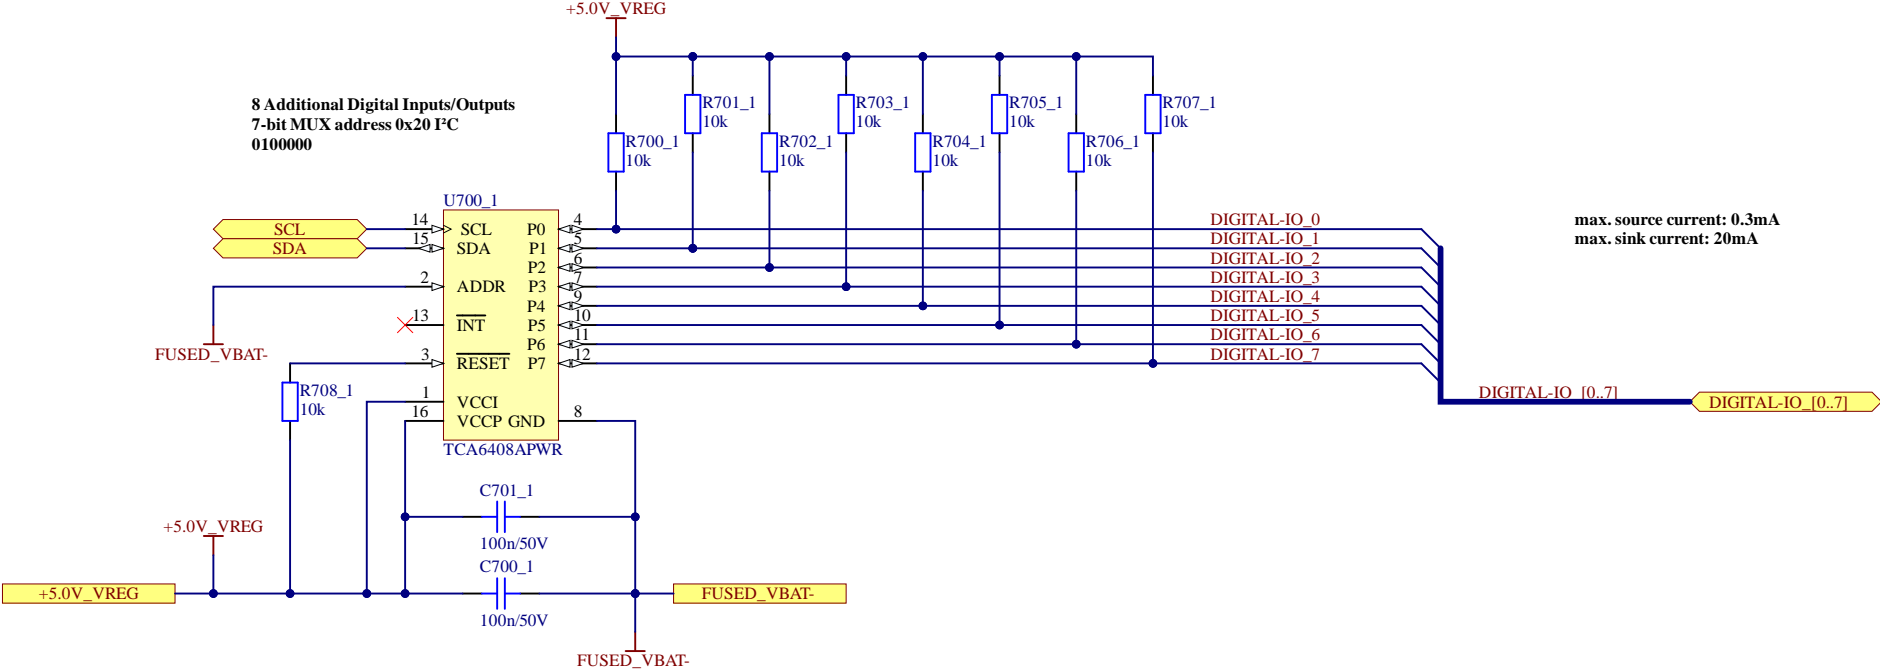 +5.0V_VREG
8 Additional Digital Inputs/Outputs
7-bit MUX address 0x20 I²C
0100000
R701_1
10k
R703_1
10k
R705_1
10k
R707_1
10k
R700_1
10k
R702_1
10k
R704_1
10k
R706_1
10k
U700_1
SCL
14
SCL
P0
4
DIGITAL-IO_0
SDA
15
SDA
P1
5
DIGITAL-IO_1
P2
6
DIGITAL-IO_2
2
ADDR
P3
7
DIGITAL-IO_3
P4
9
DIGITAL-IO_4
13
INT
P5
10
DIGITAL-IO_5
P6
11
DIGITAL-IO_6
3
RESET
P7
12
DIGITAL-IO_7
max. source current: 0.3mA
max. sink current: 20mA
FUSED_VBAT-
R708_1
10k
1
VCCI
16
VCCP
GND
8
TCA6408APWR
DIGITAL-IO_[0..7]
DIGITAL-IO_[0..7]
C701_1
100n/50V
+5.0V_VREG
C700_1
100n/50V
+5.0V_VREG
FUSED_VBAT-
FUSED_VBAT-